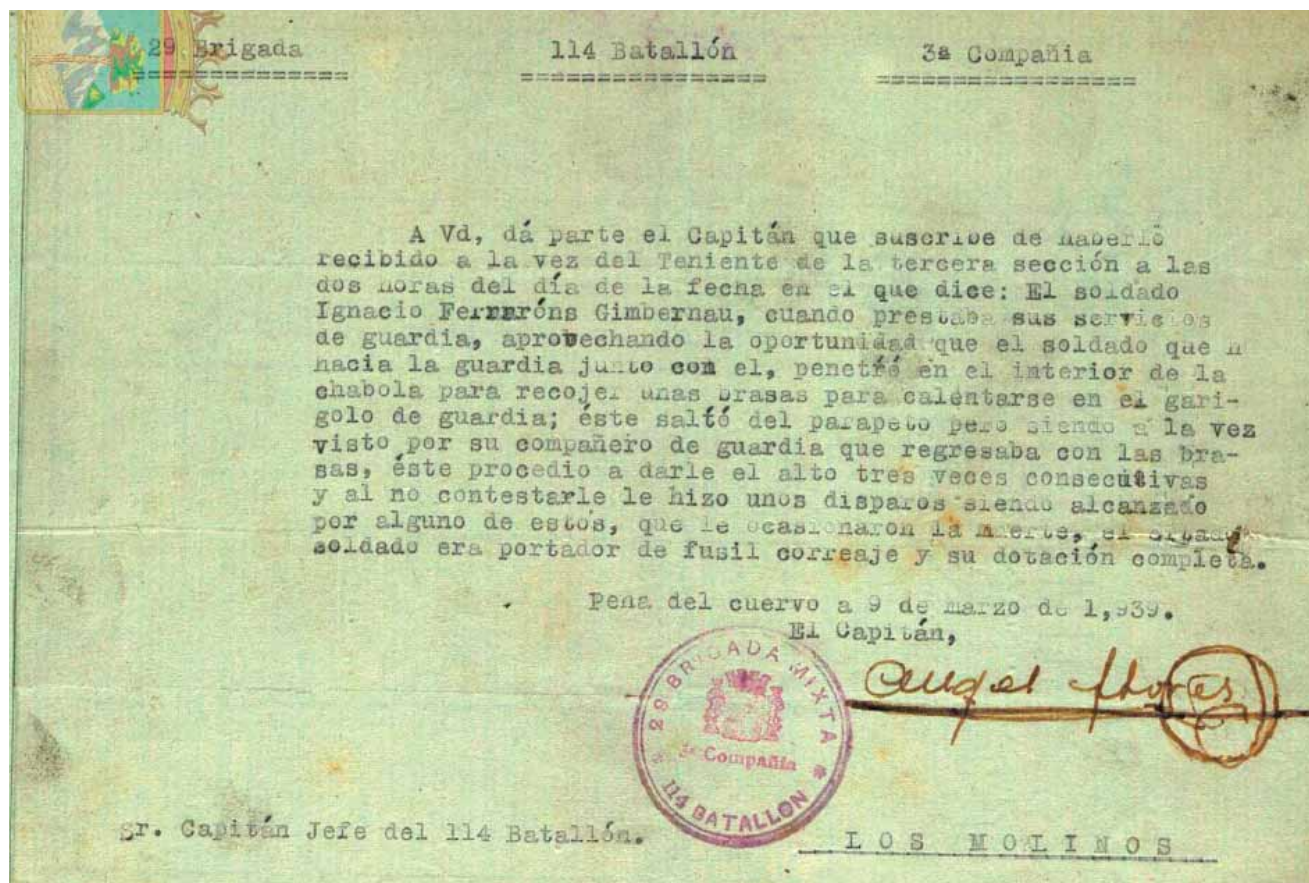 29 Brigada 114 Batallón 3ª Compañia
A Vd, dá parte el Capitán que suscribe de haberlo
recibido a la vez del Teniente de la tercera sección a las
dos horas del día de la fecha en el que dice: El soldado
Ignacio Ferrrróns Gimbernau, cuando prestaba sus servicios
de guardia, aprovechando la oportunidad que el soldado que h
hacia la guardia junto con el, penetró en el interior de la
chabola para recojer unas brasas para calentarse en el gari-
golo de guardia; éste saltó del parapeto pero siendo a la vez
visto por su compañero de guardia que regresaba con las bra-
sas, éste procedio a darle el alto tres veces consecutivas
y al no contestarle le hizo unos disparos siendo alcanzado
por alguno de estos, que le ocasionaron la muerte, el citado
soldado era portador de fusil correaje y su dotación completa.
Pena del cuervo a 9 de marzo de 1,939.
El Capitán,
Angel Flores
* 29 BRIGADA MIXTA *
3ª Compañia
114 BATALLON
Sr. Capitán Jefe del 114 Batallón.
LOS MOLINOS